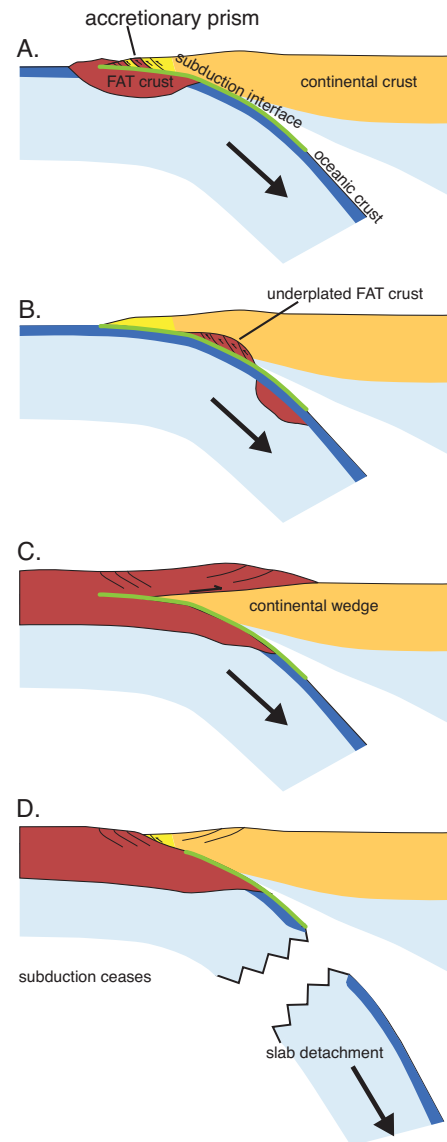 accretionary prism
A.
FAT crust
subduction interface
continental crust
oceanic crust
B.
underplated FAT crust
C.
continental wedge
D.
subduction ceases
slab detachment